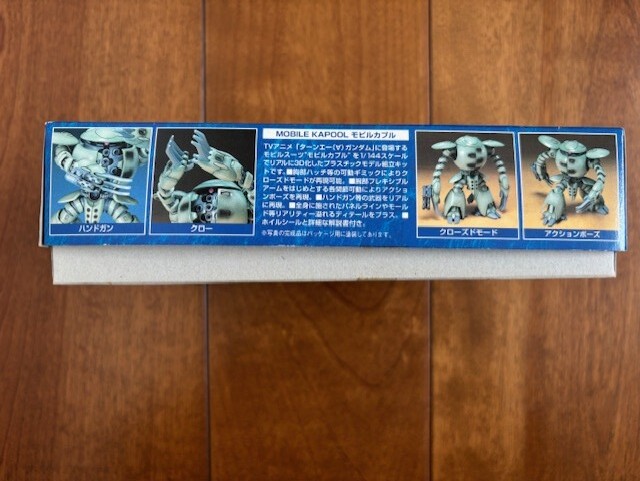 MOBILE KAPOOL モビルカプル
TVアニメ「ターンエー(∀)ガンダム」に登場する
モビルスーツ"モビルカプル"を1/144スケール
でリアルに3D化したプラスチックモデル組立キッ
トです。■胸部ハッチ等の可動ギミックによりク
ローズドモードが再現可能。■腕部フレキシブル
アームをはじめとする各関節可動によりアクション
ポーズを再現。■ハンドガン等の武器をリアル
に再現。■全身に施されたパネルラインやモール
ド等リアリティー溢れるディテールをプラス。■
ホイルシールと詳細な解説書付き。
※写真の完成品はパッケージ用に塗装してあります。
ハンドガン
クロー
クローズドモード
アクションポーズ